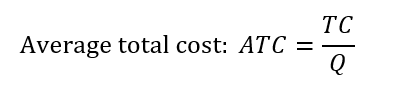 Average total cost: ATC = TC/Q